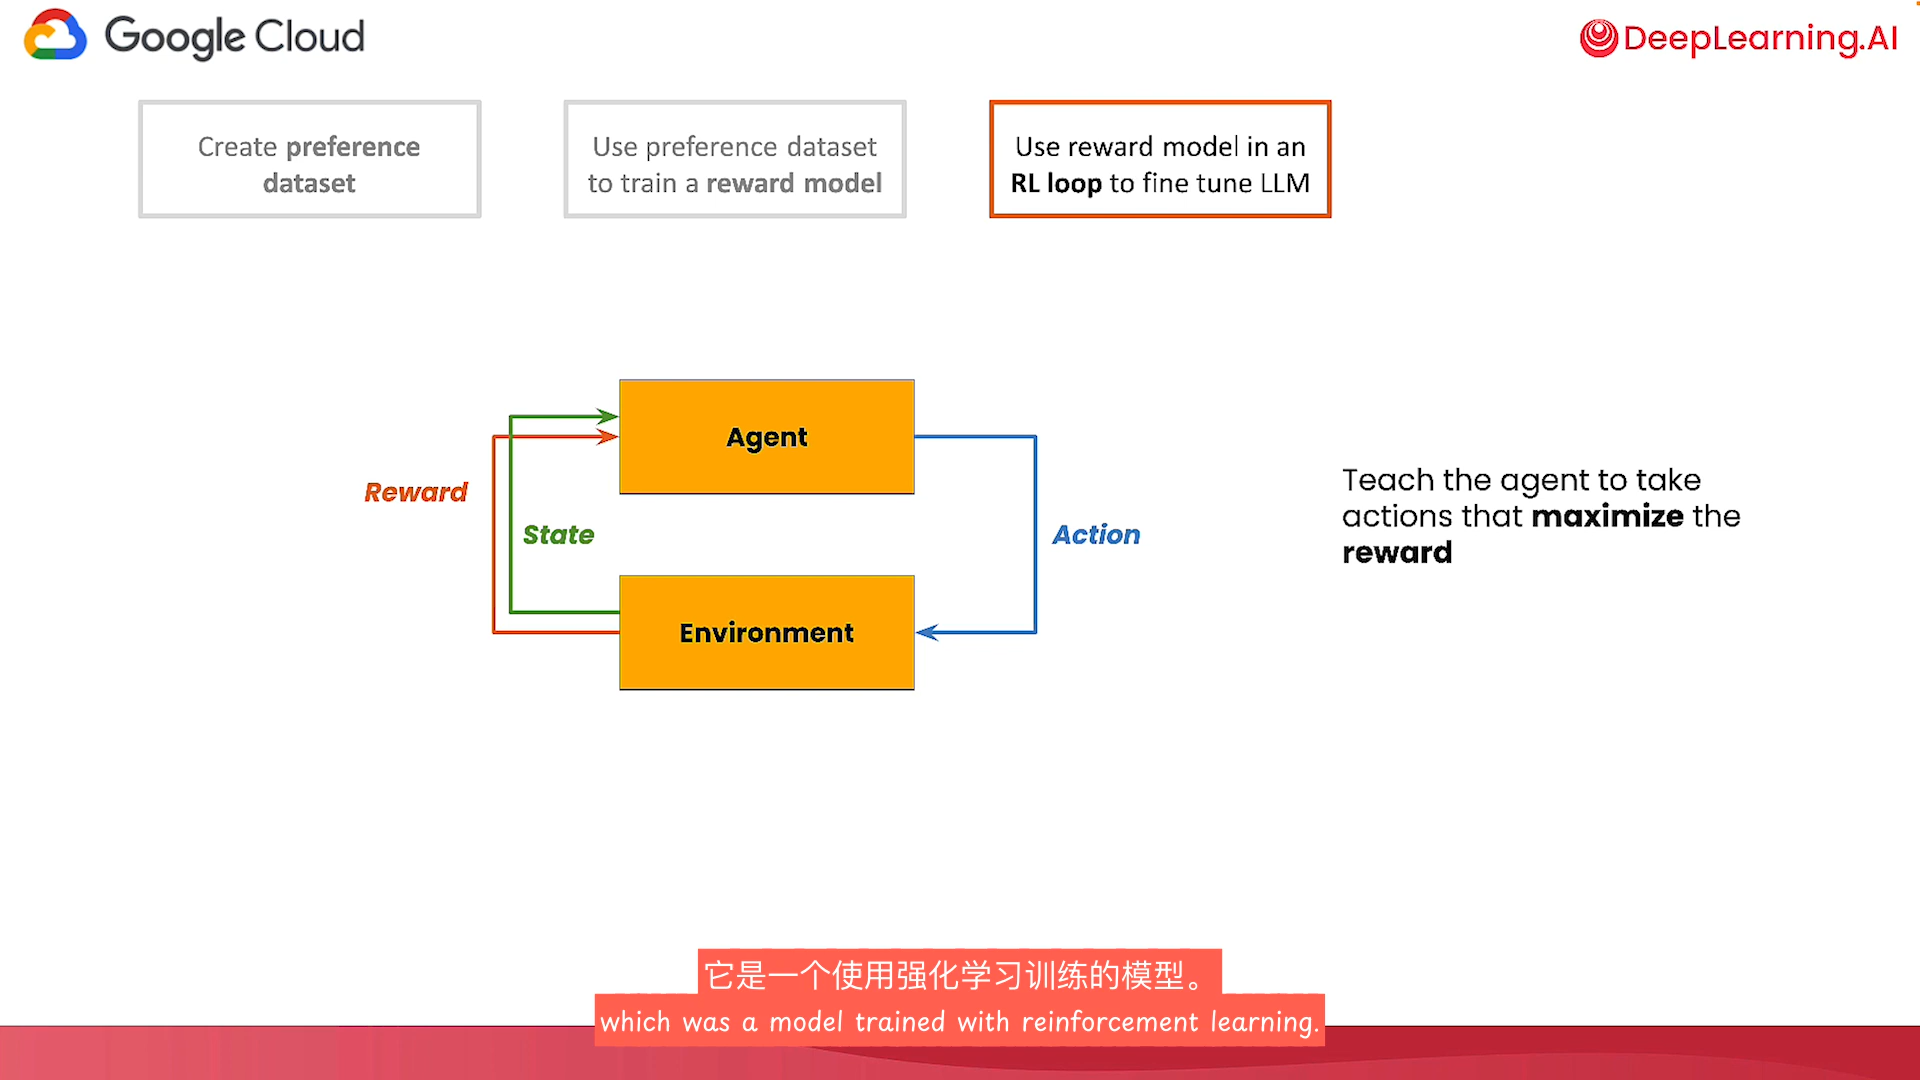 Google Cloud
DeepLearning.AI
Create preference
dataset
Use preference dataset
to train a reward model
Use reward model in an
RL loop to fine tune LLM
Agent
Reward
State
Action
Environment
Teach the agent to take
actions that maximize the
reward
它是一个使用强化学习训练的模型。
which was a model trained with reinforcement learning.